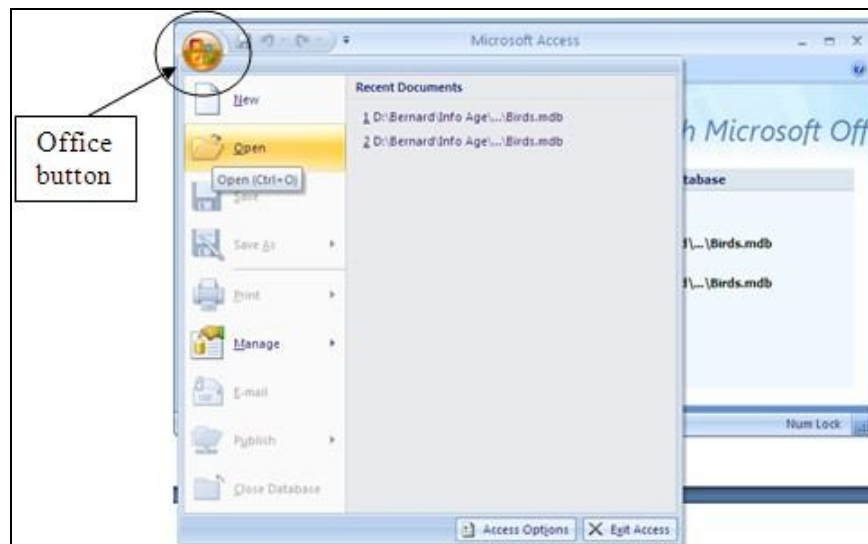 Microsoft Access
Office
button
New
Open
Open (Ctrl+O)
Save
Save As
Print
Manage
E-mail
Publish
Close Database
Recent Documents
1 D:\Bernard\Info Age\...\Birds.mdb
2 D:\Bernard\Info Age\...\Birds.mdb
h Microsoft Off
tabase
\...\Birds.mdb
\...\Birds.mdb
Num Lock
Access Options
Exit Access